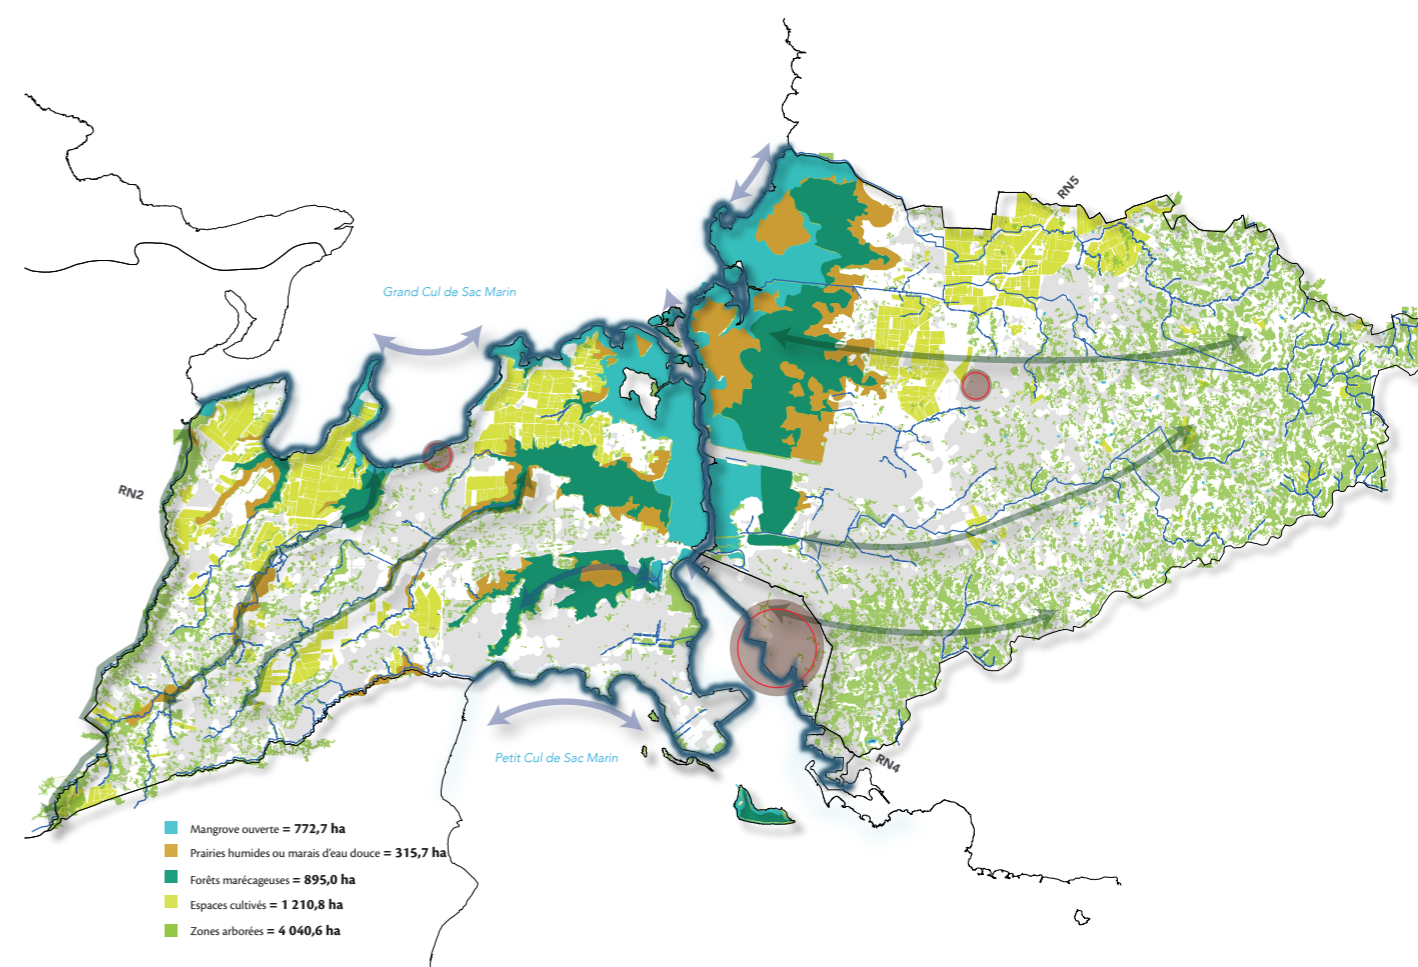 RN5
Grand Cul de Sac Marin
RN2
Petit Cul de Sac Marin
RN4
Mangrove ouverte = 772,7 ha
Prairies humides ou marais d'eau douce = 315,7 ha
Forêts marécageuses = 895,0 ha
Espaces cultivés = 1 210,8 ha
Zones arborées = 4 040,6 ha